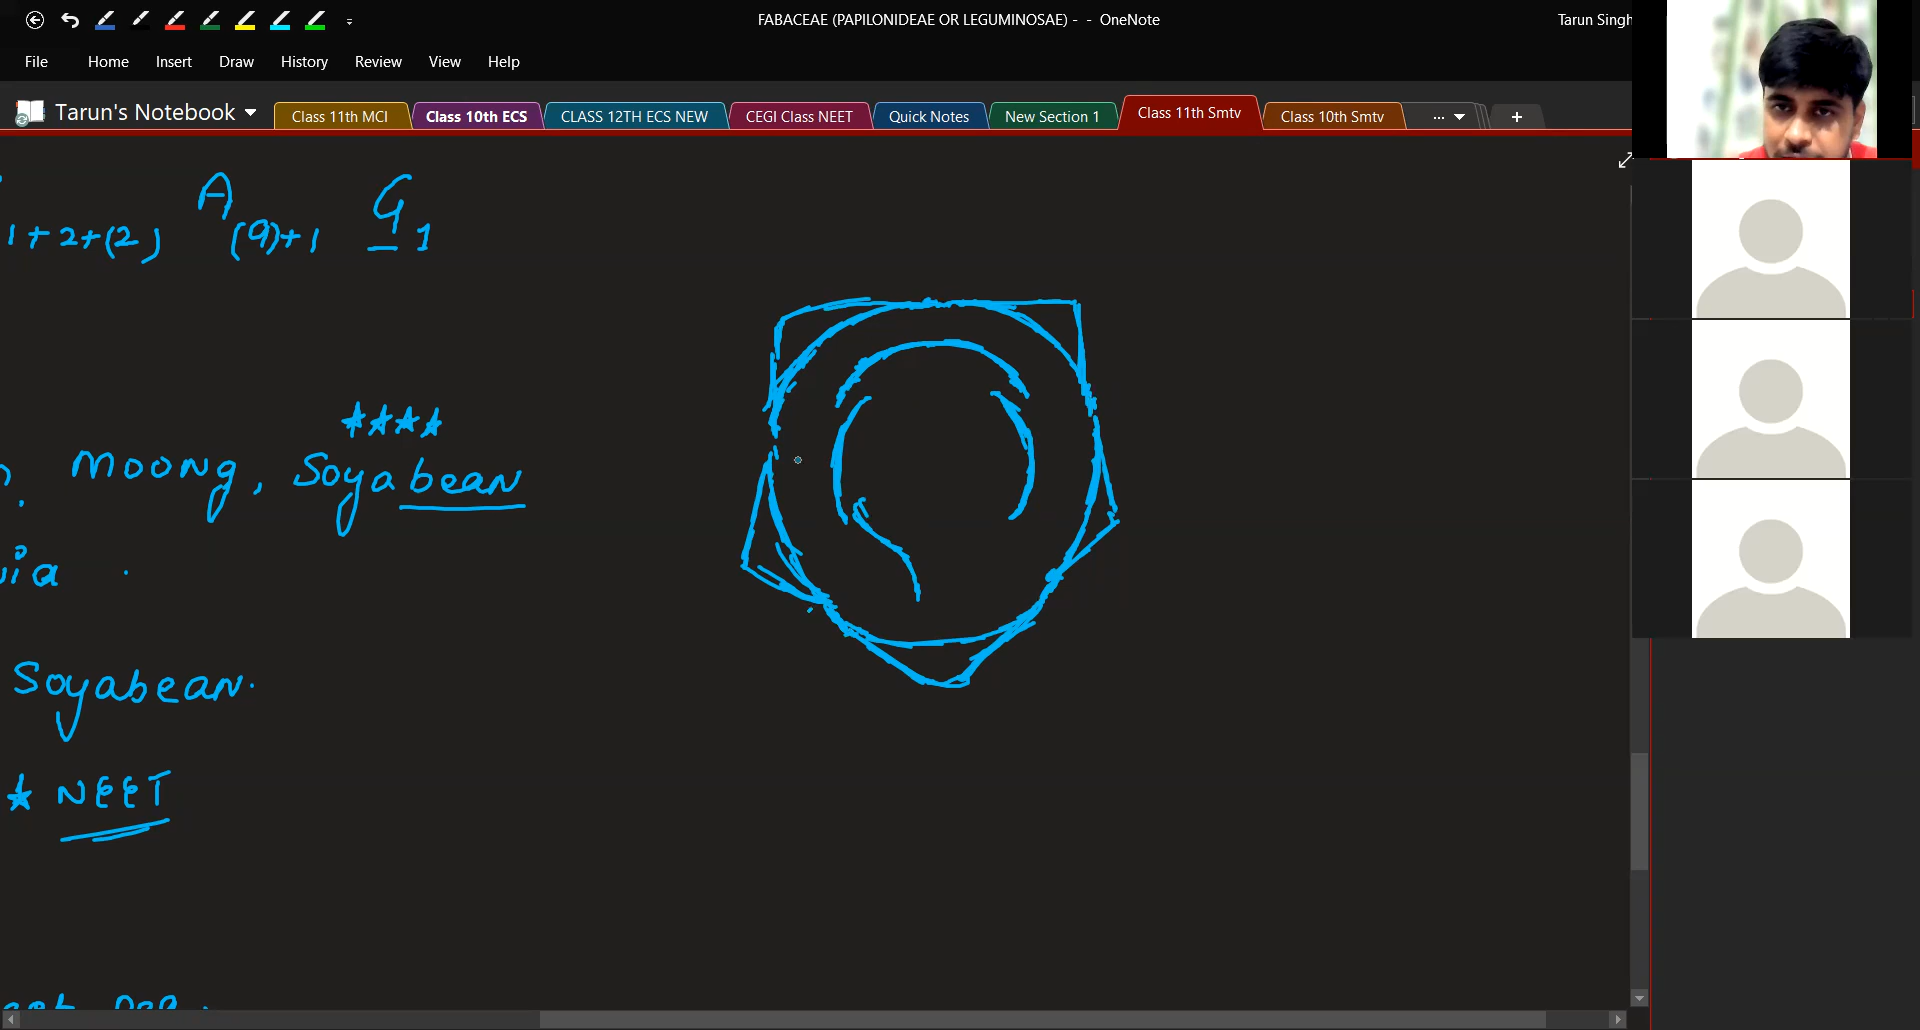 FABACEAE (PAPILONIDEAE OR LEGUMINOSAE) - - OneNote
Tarun Singh
File Home Insert Draw History Review View Help
Tarun's Notebook
Class 11th MCI Class 10th ECS CLASS 12TH ECS NEW CEGI Class NEET Quick Notes New Section 1 Class 11th Smtv Class 10th Smtv ... +
1+2+(2) A(9)+1 G1
Moong, Soyabean
Soyabean.
NEET